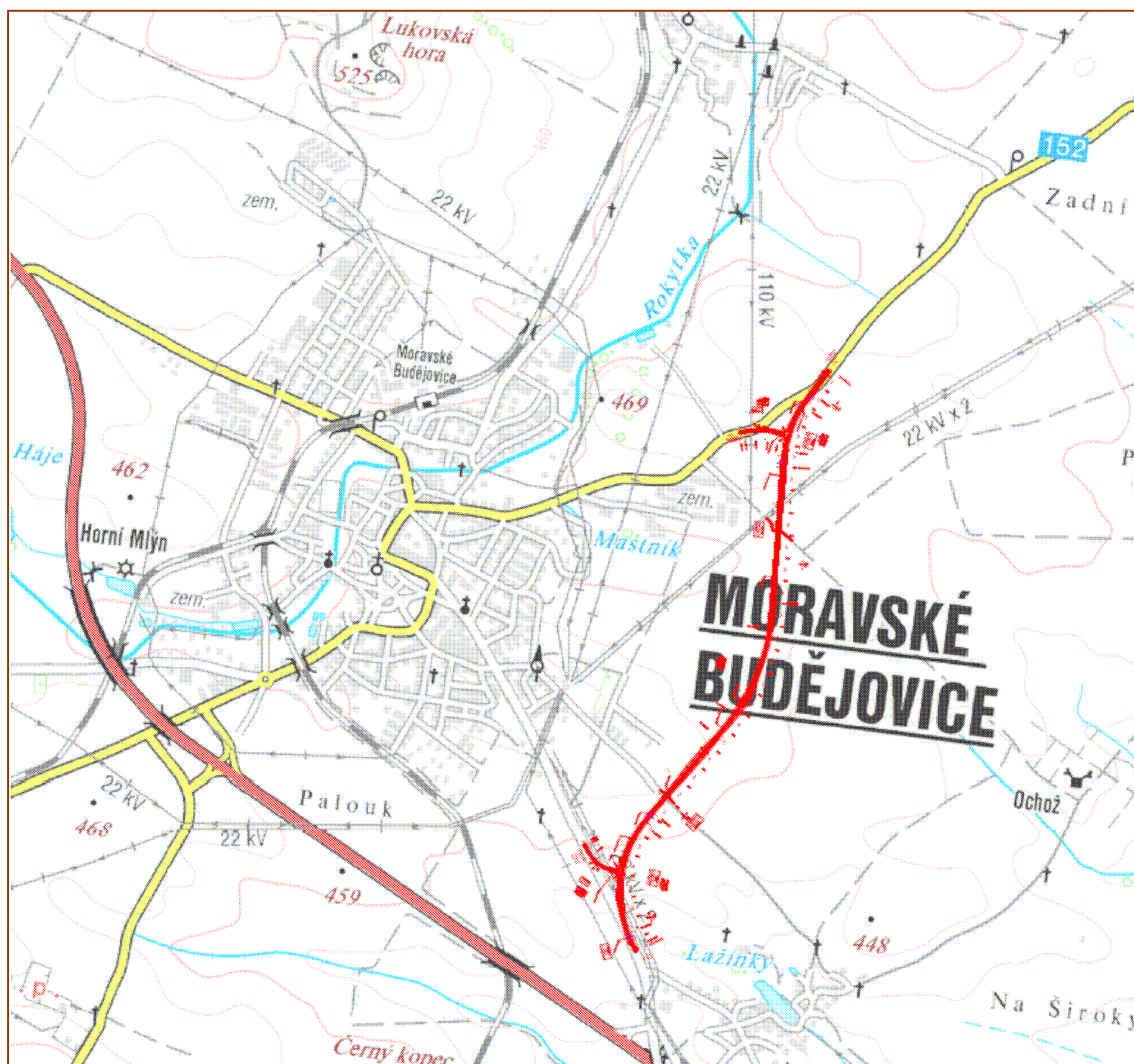 Lukovská
hora
525
152
22 kV
zem.
22 kV
Zadní
Rokytka
110 kV
Moravské
Budějovice
469
22 kV x 2
Háje
462
P
zem.
Horní Mlýn
Mastník
zem.
MORAVSKÉ
BUDĚJOVICE
Ochož
22 kV
Palouk
468
22 kV
459
448
Lažínky
p
Na Široký
Černý kopec